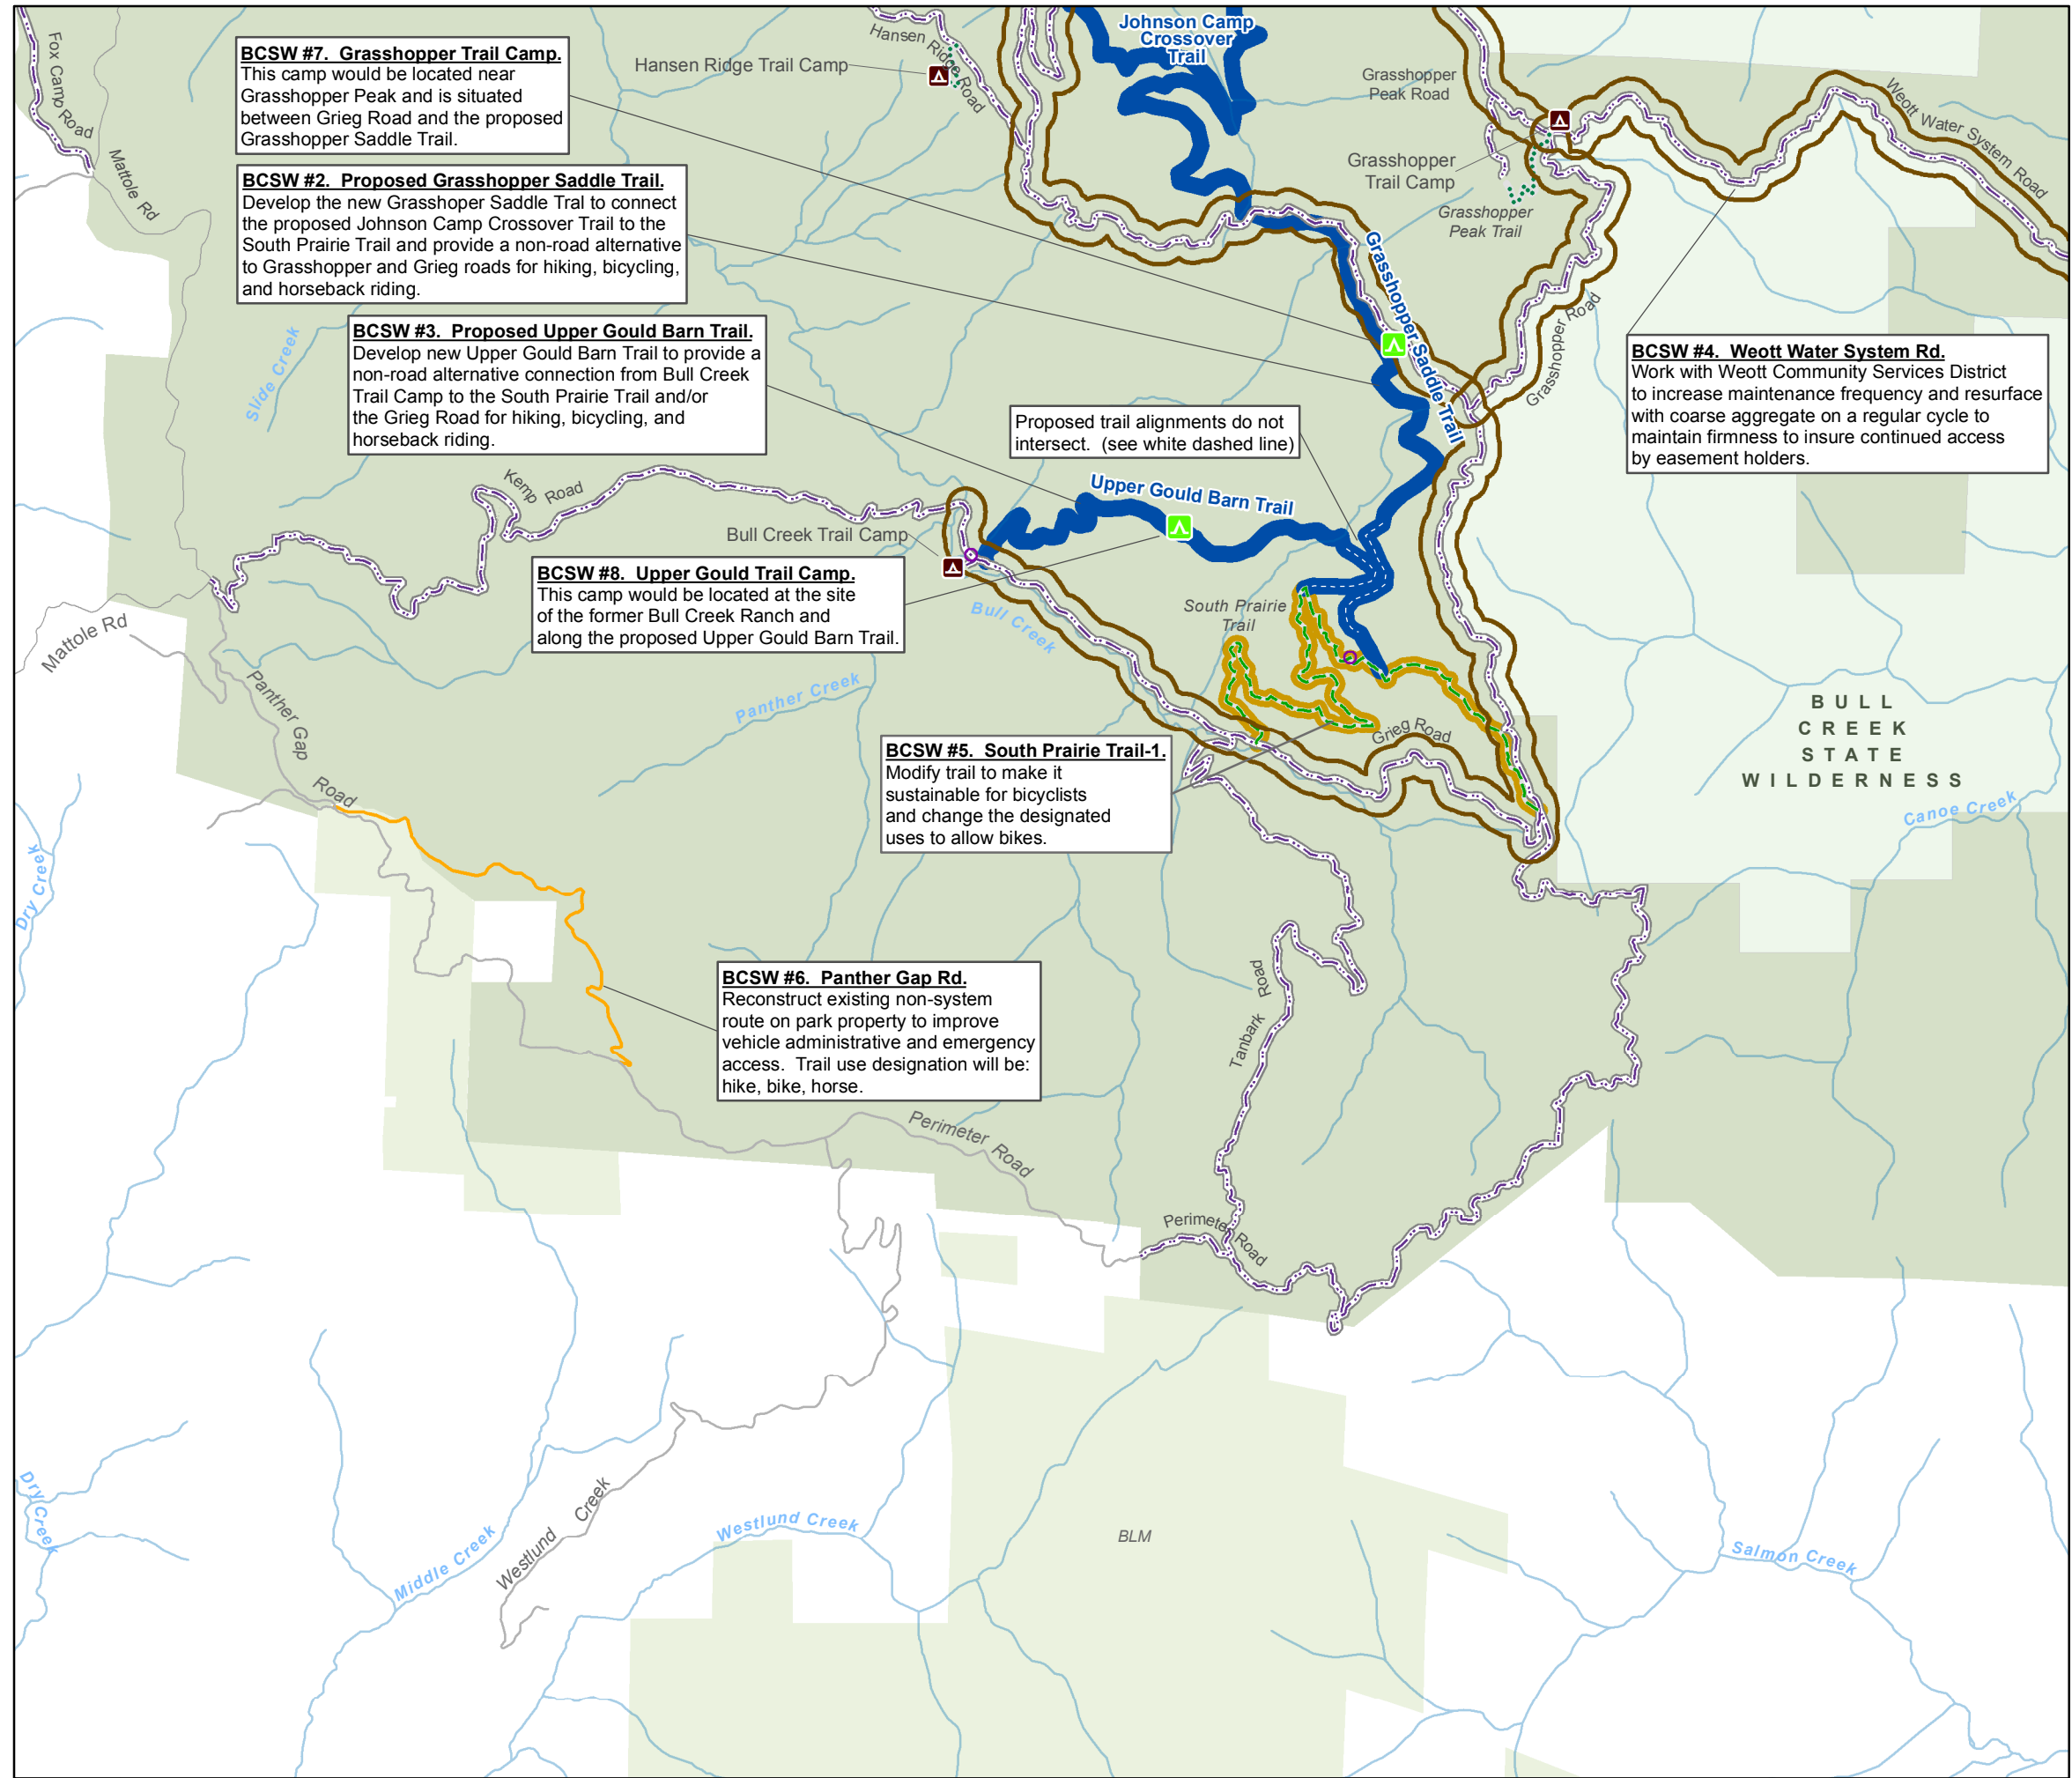 Fox Camp Road
Mattole Rd
BCSW #7. Grasshopper Trail Camp.
This camp would be located near
Grasshopper Peak and is situated
between Grieg Road and the proposed
Grasshopper Saddle Trail.
Hansen Ridge Trail Camp
Hansen Ridge Road
Johnson Camp
Crossover
Trail
Grasshopper
Peak Road
Grasshopper
Trail Camp
Grasshopper
Peak Trail
Weott Water System Road
BCSW #2. Proposed Grasshopper Saddle Trail.
Develop the new Grasshoper Saddle Tral to connect
the proposed Johnson Camp Crossover Trail to the
South Prairie Trail and provide a non-road alternative
to Grasshopper and Grieg roads for hiking, bicycling,
and horseback riding.
Grasshopper Saddle Trail
Grasshopper Road
Slide Creek
BCSW #3. Proposed Upper Gould Barn Trail.
Develop new Upper Gould Barn Trail to provide a
non-road alternative connection from Bull Creek
Trail Camp to the South Prairie Trail and/or
the Grieg Road for hiking, bicycling, and
horseback riding.
BCSW #4. Weott Water System Rd.
Work with Weott Community Services District
to increase maintenance frequency and resurface
with coarse aggregate on a regular cycle to
maintain firmness to insure continued access
by easement holders.
Proposed trail alignments do not
intersect. (see white dashed line)
Kemp Road
Upper Gould Barn Trail
Bull Creek Trail Camp
BCSW #8. Upper Gould Trail Camp.
This camp would be located at the site
of the former Bull Creek Ranch and
along the proposed Upper Gould Barn Trail.
Bull Creek
South Prairie
Trail
Mattole Rd
Panther Gap Road
Panther Creek
Grieg Road
BULL
CREEK
STATE
WILDERNESS
BCSW #5. South Prairie Trail-1.
Modify trail to make it
sustainable for bicyclists
and change the designated
uses to allow bikes.
Canoe Creek
Dry Creek
BCSW #6. Panther Gap Rd.
Reconstruct existing non-system
route on park property to improve
vehicle administrative and emergency
access. Trail use designation will be:
hike, bike, horse.
Tanbark Road
Perimeter Road
Perimeter Road
Dry Creek
Middle Creek
Westlund Creek
Westlund Creek
BLM
Salmon Creek